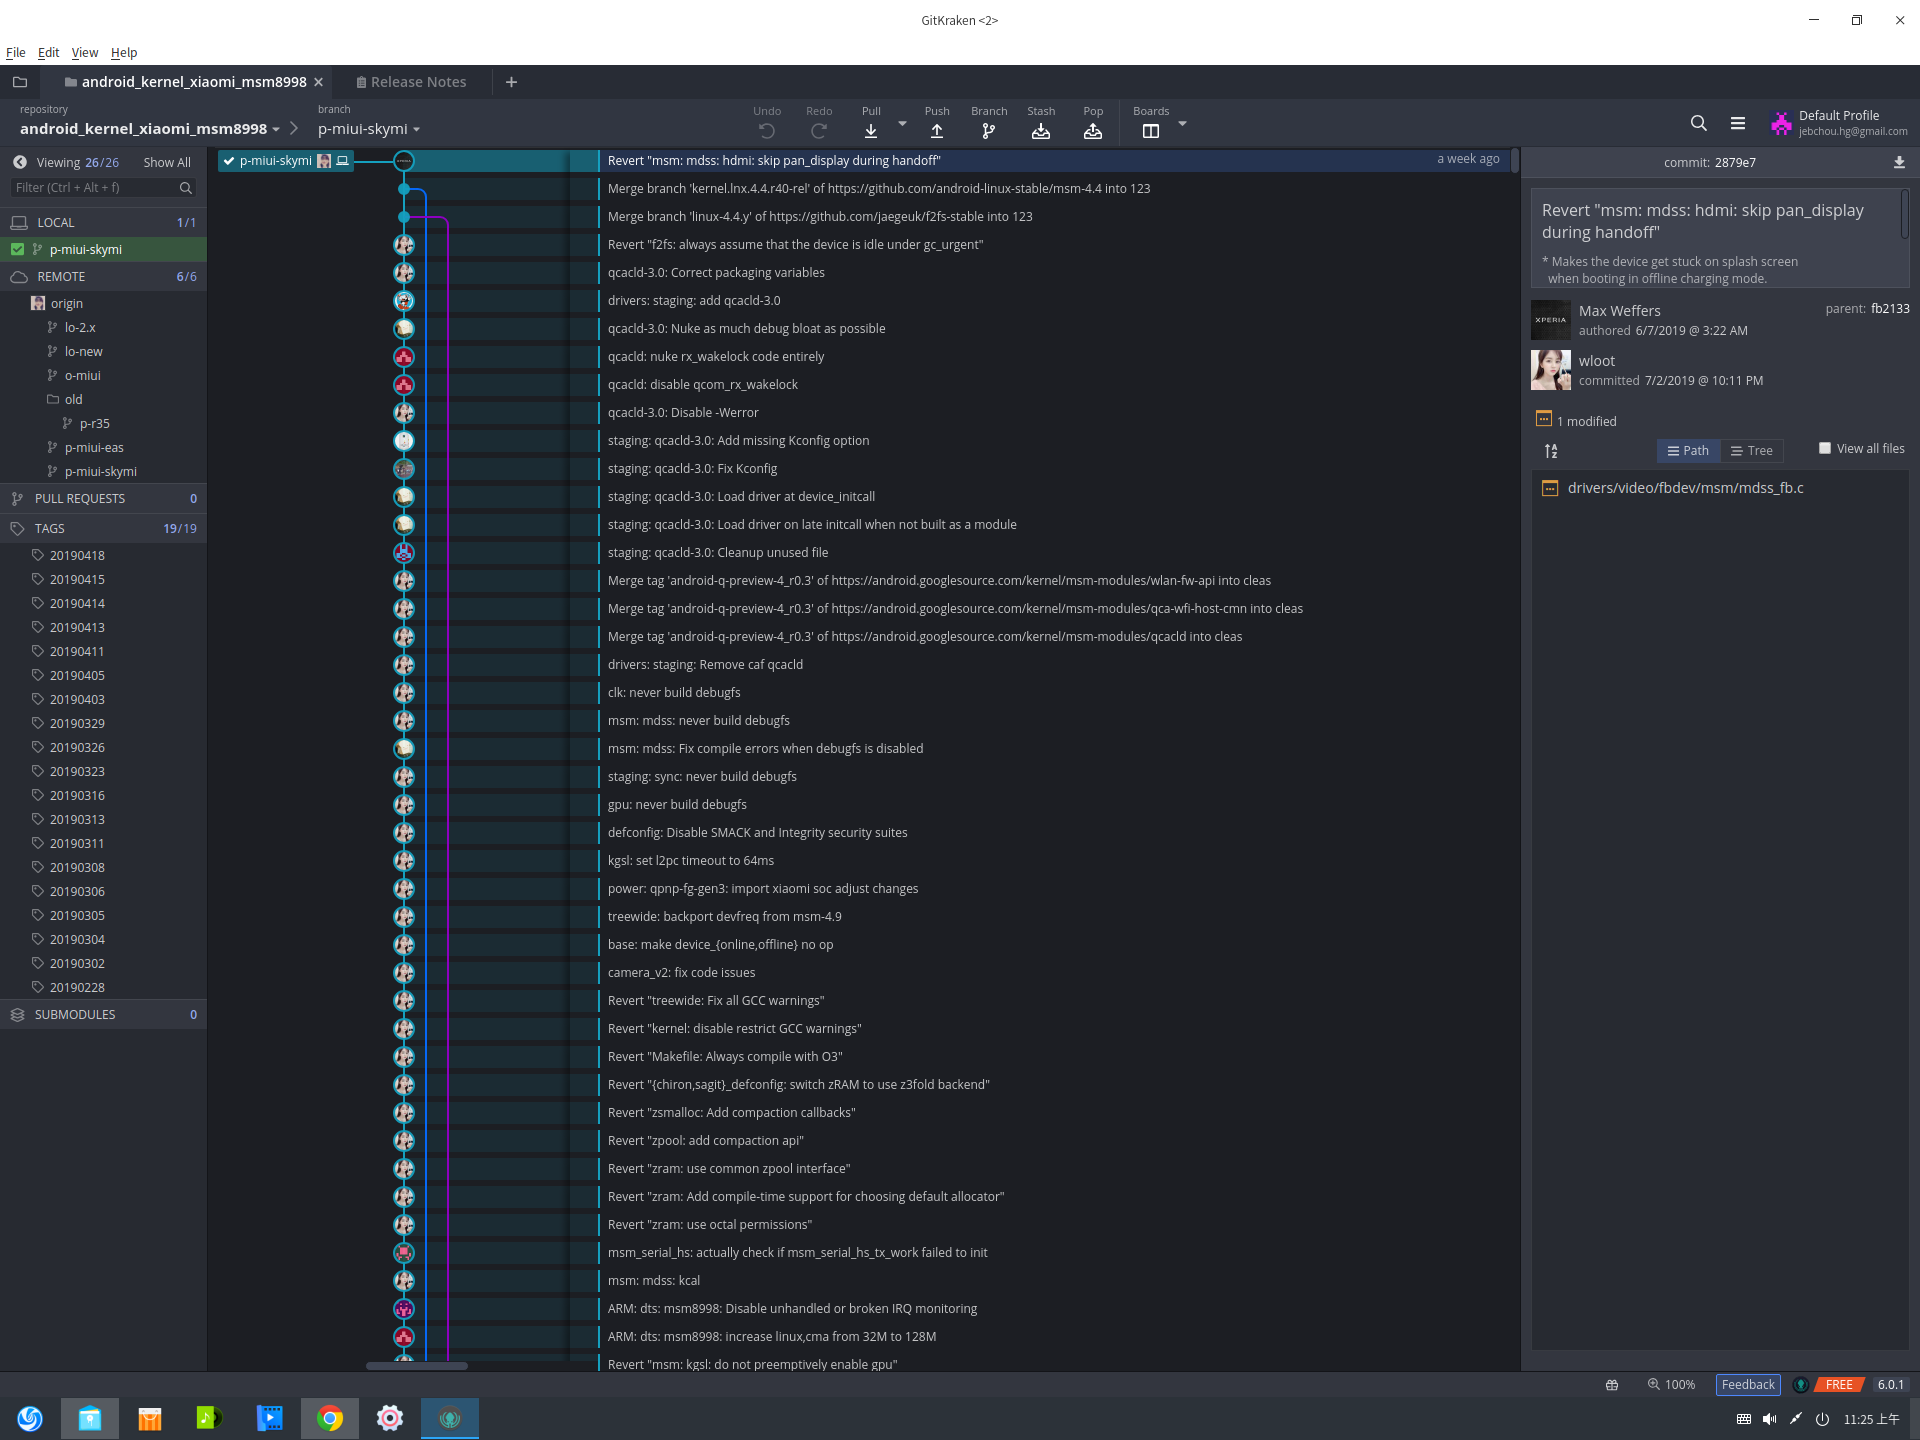 GitKraken <2>
File Edit View Help
android_kernel_xiaomi_msm8998
Release Notes
repository
android_kernel_xiaomi_msm8998
branch
p-miui-skymi
Undo Redo Pull Push Branch Stash Pop Boards
Default Profile
jebchou.hg@gmail.com
Viewing 26/26 Show All
Filter (Ctrl + Alt + f)
LOCAL 1/1
p-miui-skymi
REMOTE 6/6
origin
lo-2.x
lo-new
o-miui
old
p-r35
p-miui-eas
p-miui-skymi
PULL REQUESTS 0
TAGS 19/19
20190418
20190415
20190414
20190413
20190411
20190405
20190403
20190329
20190326
20190323
20190316
20190313
20190311
20190308
20190306
20190305
20190304
20190302
20190228
SUBMODULES 0
p-miui-skymi
Revert "msm: mdss: hdmi: skip pan_display during handoff" a week ago
Merge branch 'kernel.lnx.4.4.r40-rel' of https://github.com/android-linux-stable/msm-4.4 into 123
Merge branch 'linux-4.4.y' of https://github.com/jaegeuk/f2fs-stable into 123
Revert "f2fs: always assume that the device is idle under gc_urgent"
qcacld-3.0: Correct packaging variables
drivers: staging: add qcacld-3.0
qcacld-3.0: Nuke as much debug bloat as possible
qcacld: nuke rx_wakelock code entirely
qcacld: disable qcom_rx_wakelock
qcacld-3.0: Disable -Werror
staging: qcacld-3.0: Add missing Kconfig option
staging: qcacld-3.0: Fix Kconfig
staging: qcacld-3.0: Load driver at device_initcall
staging: qcacld-3.0: Load driver on late initcall when not built as a module
staging: qcacld-3.0: Cleanup unused file
Merge tag 'android-q-preview-4_r0.3' of https://android.googlesource.com/kernel/msm-modules/wlan-fw-api into cleas
Merge tag 'android-q-preview-4_r0.3' of https://android.googlesource.com/kernel/msm-modules/qca-wfi-host-cmn into cleas
Merge tag 'android-q-preview-4_r0.3' of https://android.googlesource.com/kernel/msm-modules/qcacld into cleas
drivers: staging: Remove caf qcacld
clk: never build debugfs
msm: mdss: never build debugfs
msm: mdss: Fix compile errors when debugfs is disabled
staging: sync: never build debugfs
gpu: never build debugfs
defconfig: Disable SMACK and Integrity security suites
kgsl: set l2pc timeout to 64ms
power: qpnp-fg-gen3: import xiaomi soc adjust changes
treewide: backport devfreq from msm-4.9
base: make device_{online,offline} no op
camera_v2: fix code issues
Revert "treewide: Fix all GCC warnings"
Revert "kernel: disable restrict GCC warnings"
Revert "Makefile: Always compile with O3"
Revert "{chiron,sagit}_defconfig: switch zRAM to use z3fold backend"
Revert "zsmalloc: Add compaction callbacks"
Revert "zpool: add compaction api"
Revert "zram: use common zpool interface"
Revert "zram: Add compile-time support for choosing default allocator"
Revert "zram: use octal permissions"
msm_serial_hs: actually check if msm_serial_hs_tx_work failed to init
msm: mdss: kcal
ARM: dts: msm8998: Disable unhandled or broken IRQ monitoring
ARM: dts: msm8998: increase linux,cma from 32M to 128M
Revert "msm: kgsl: do not preemptively enable gpu"
commit: 2879e7
Revert "msm: mdss: hdmi: skip pan_display
during handoff"
* Makes the device get stuck on splash screen
when booting in offline charging mode.
XPERIA
Max Weffers
authored 6/7/2019 @ 3:22 AM
parent: fb2133
wloot
committed 7/2/2019 @ 10:11 PM
1 modified
Path Tree View all files
drivers/video/fbdev/msm/mdss_fb.c
100% Feedback FREE 6.0.1
11:25 上午